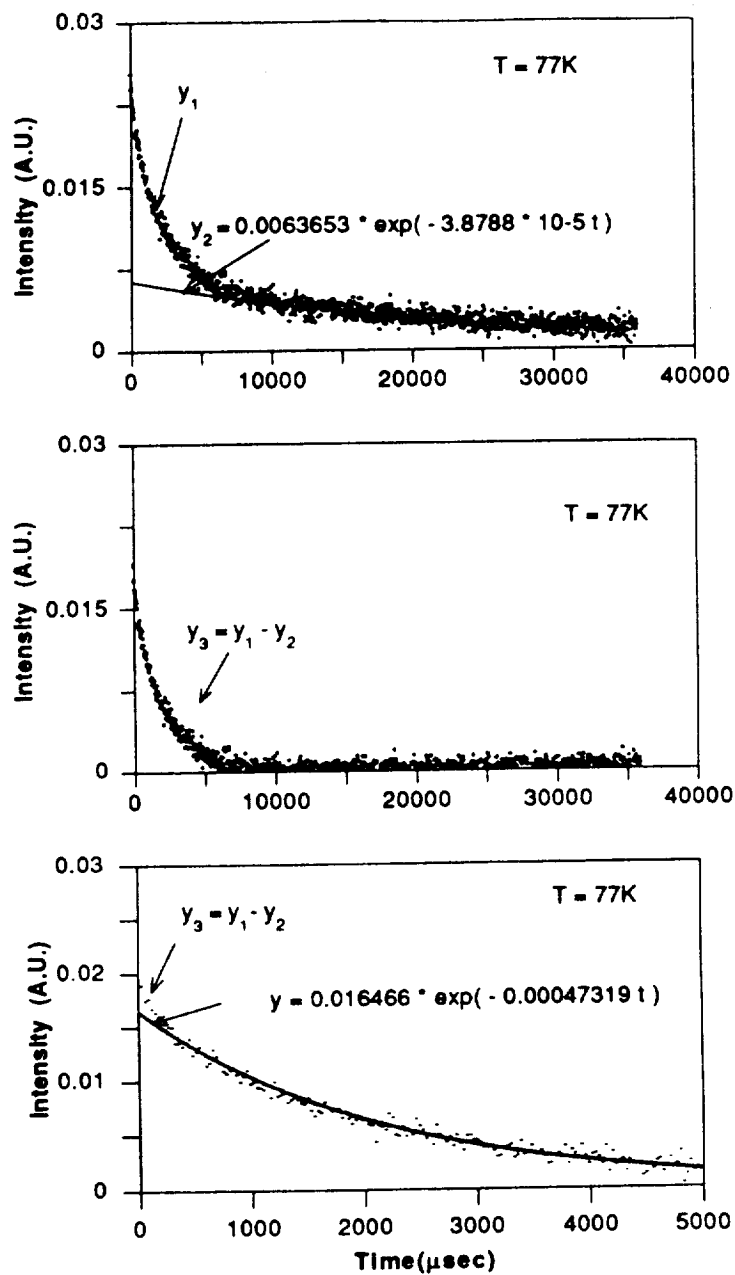 0.03
T = 77K
y1
Intensity (A.U.)
0.015
y2 = 0.0063653 * exp( - 3.8788 * 10-5 t )
0
0 10000 20000 30000 40000
0.03
T = 77K
Intensity (A.U.)
0.015
y3 = y1 - y2
0
0 10000 20000 30000 40000
0.03
T = 77K
y3 = y1 - y2
Intensity (A.U.)
0.02
y = 0.016466 * exp( - 0.00047319 t )
0.01
0
0 1000 2000 3000 4000 5000
Time(μsec)